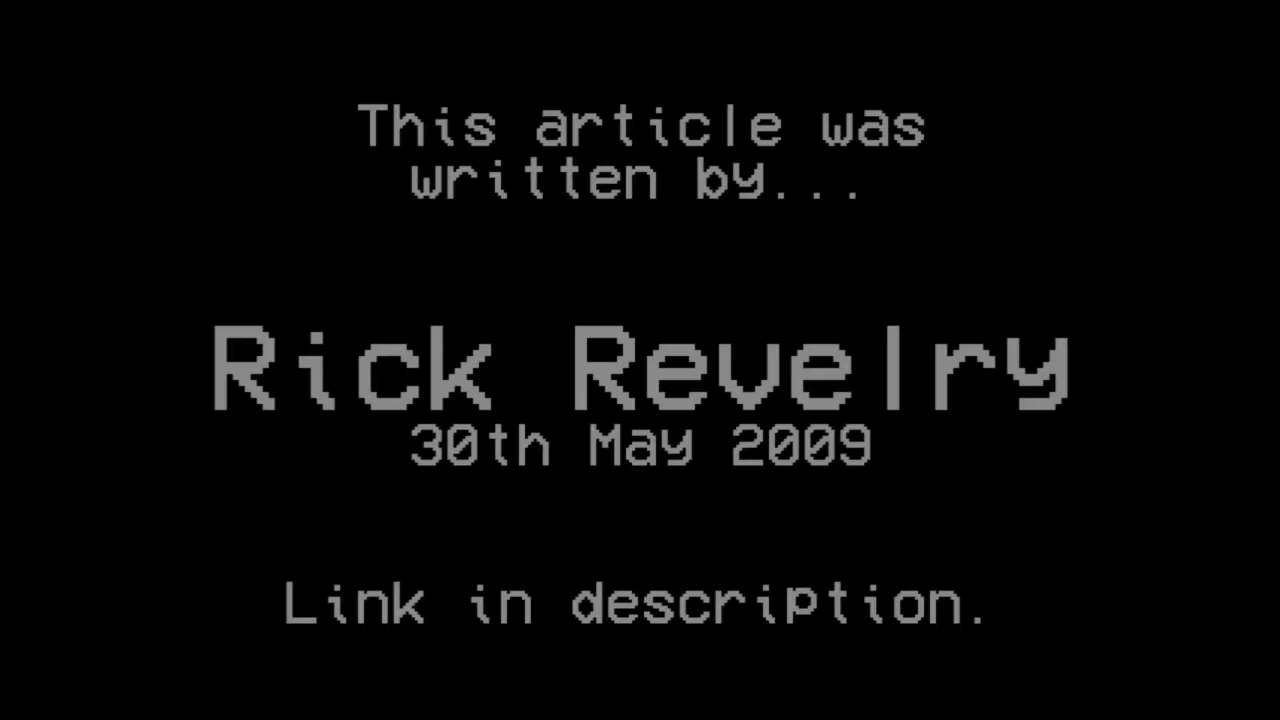 This article was
written by...
Rick Revelry
30th May 2009
Link in description.